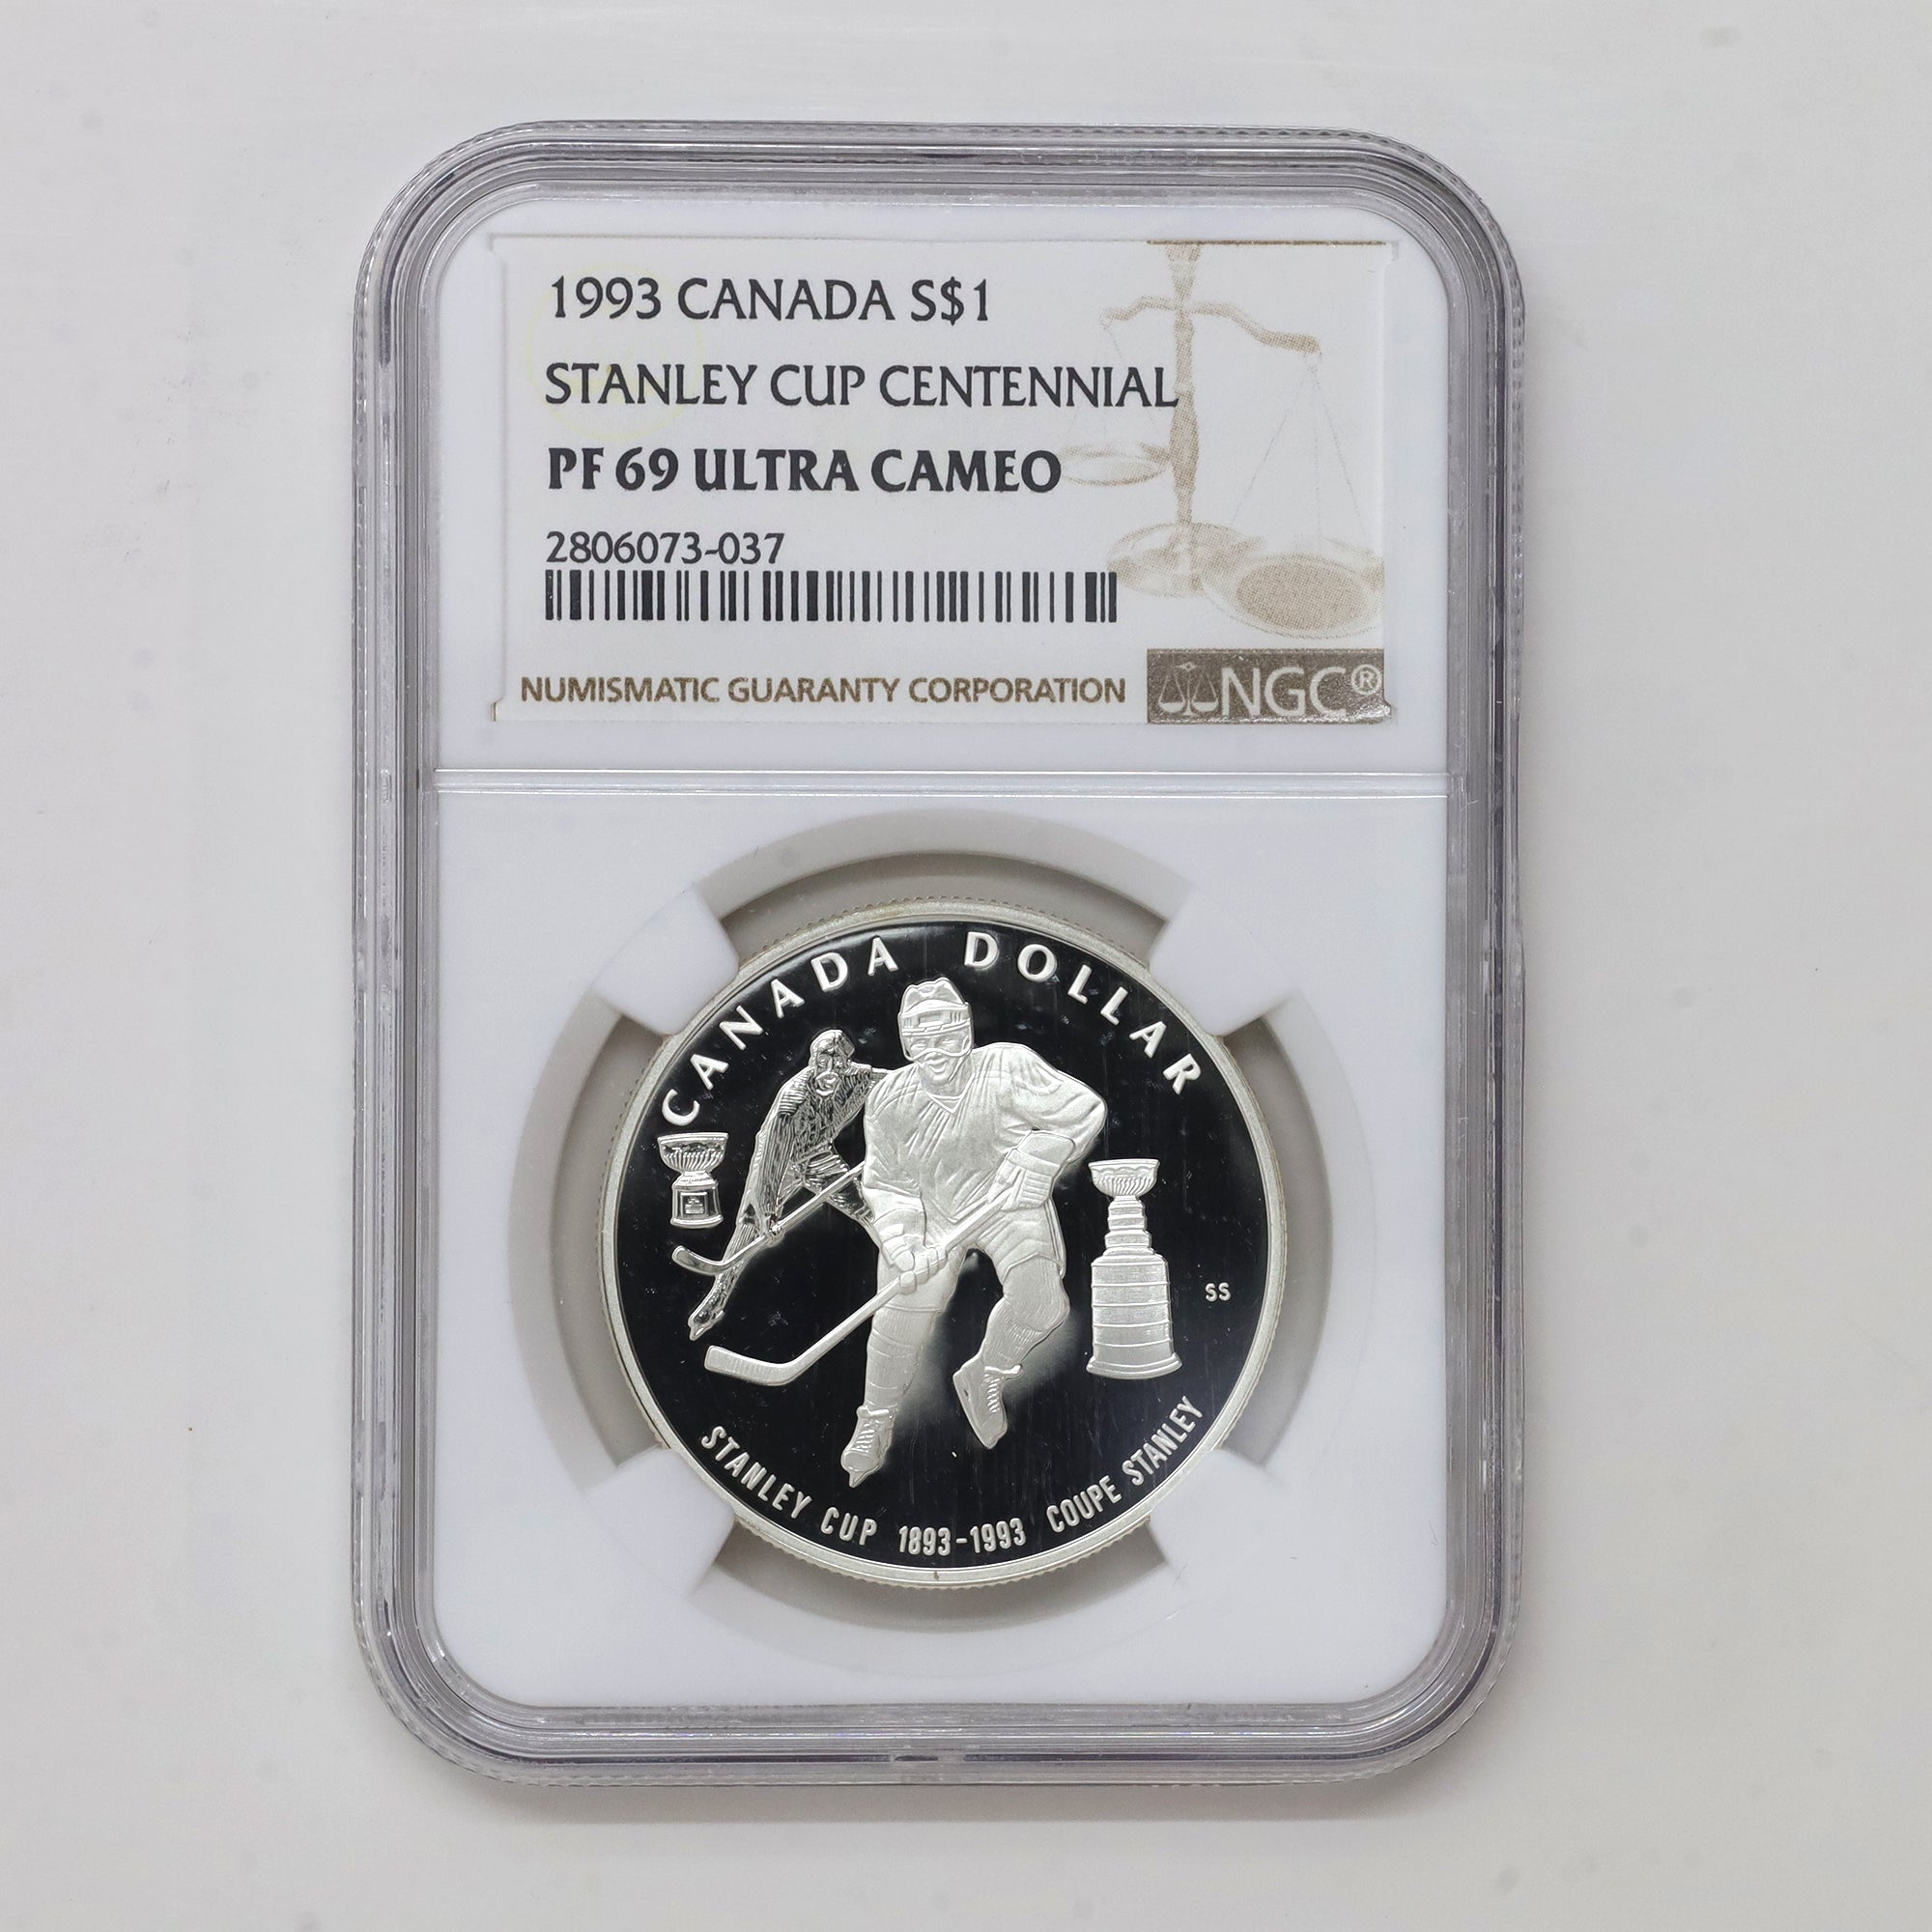 1993 CANADA S$1
STANLEY CUP CENTENNIAL
PF 69 ULTRA CAMEO
2806073-037
NUMISMATIC GUARANTY CORPORATION
NGC®
CANADA DOLLAR
SS
STANLEY CUP 1893-1993 COUPE STANLEY